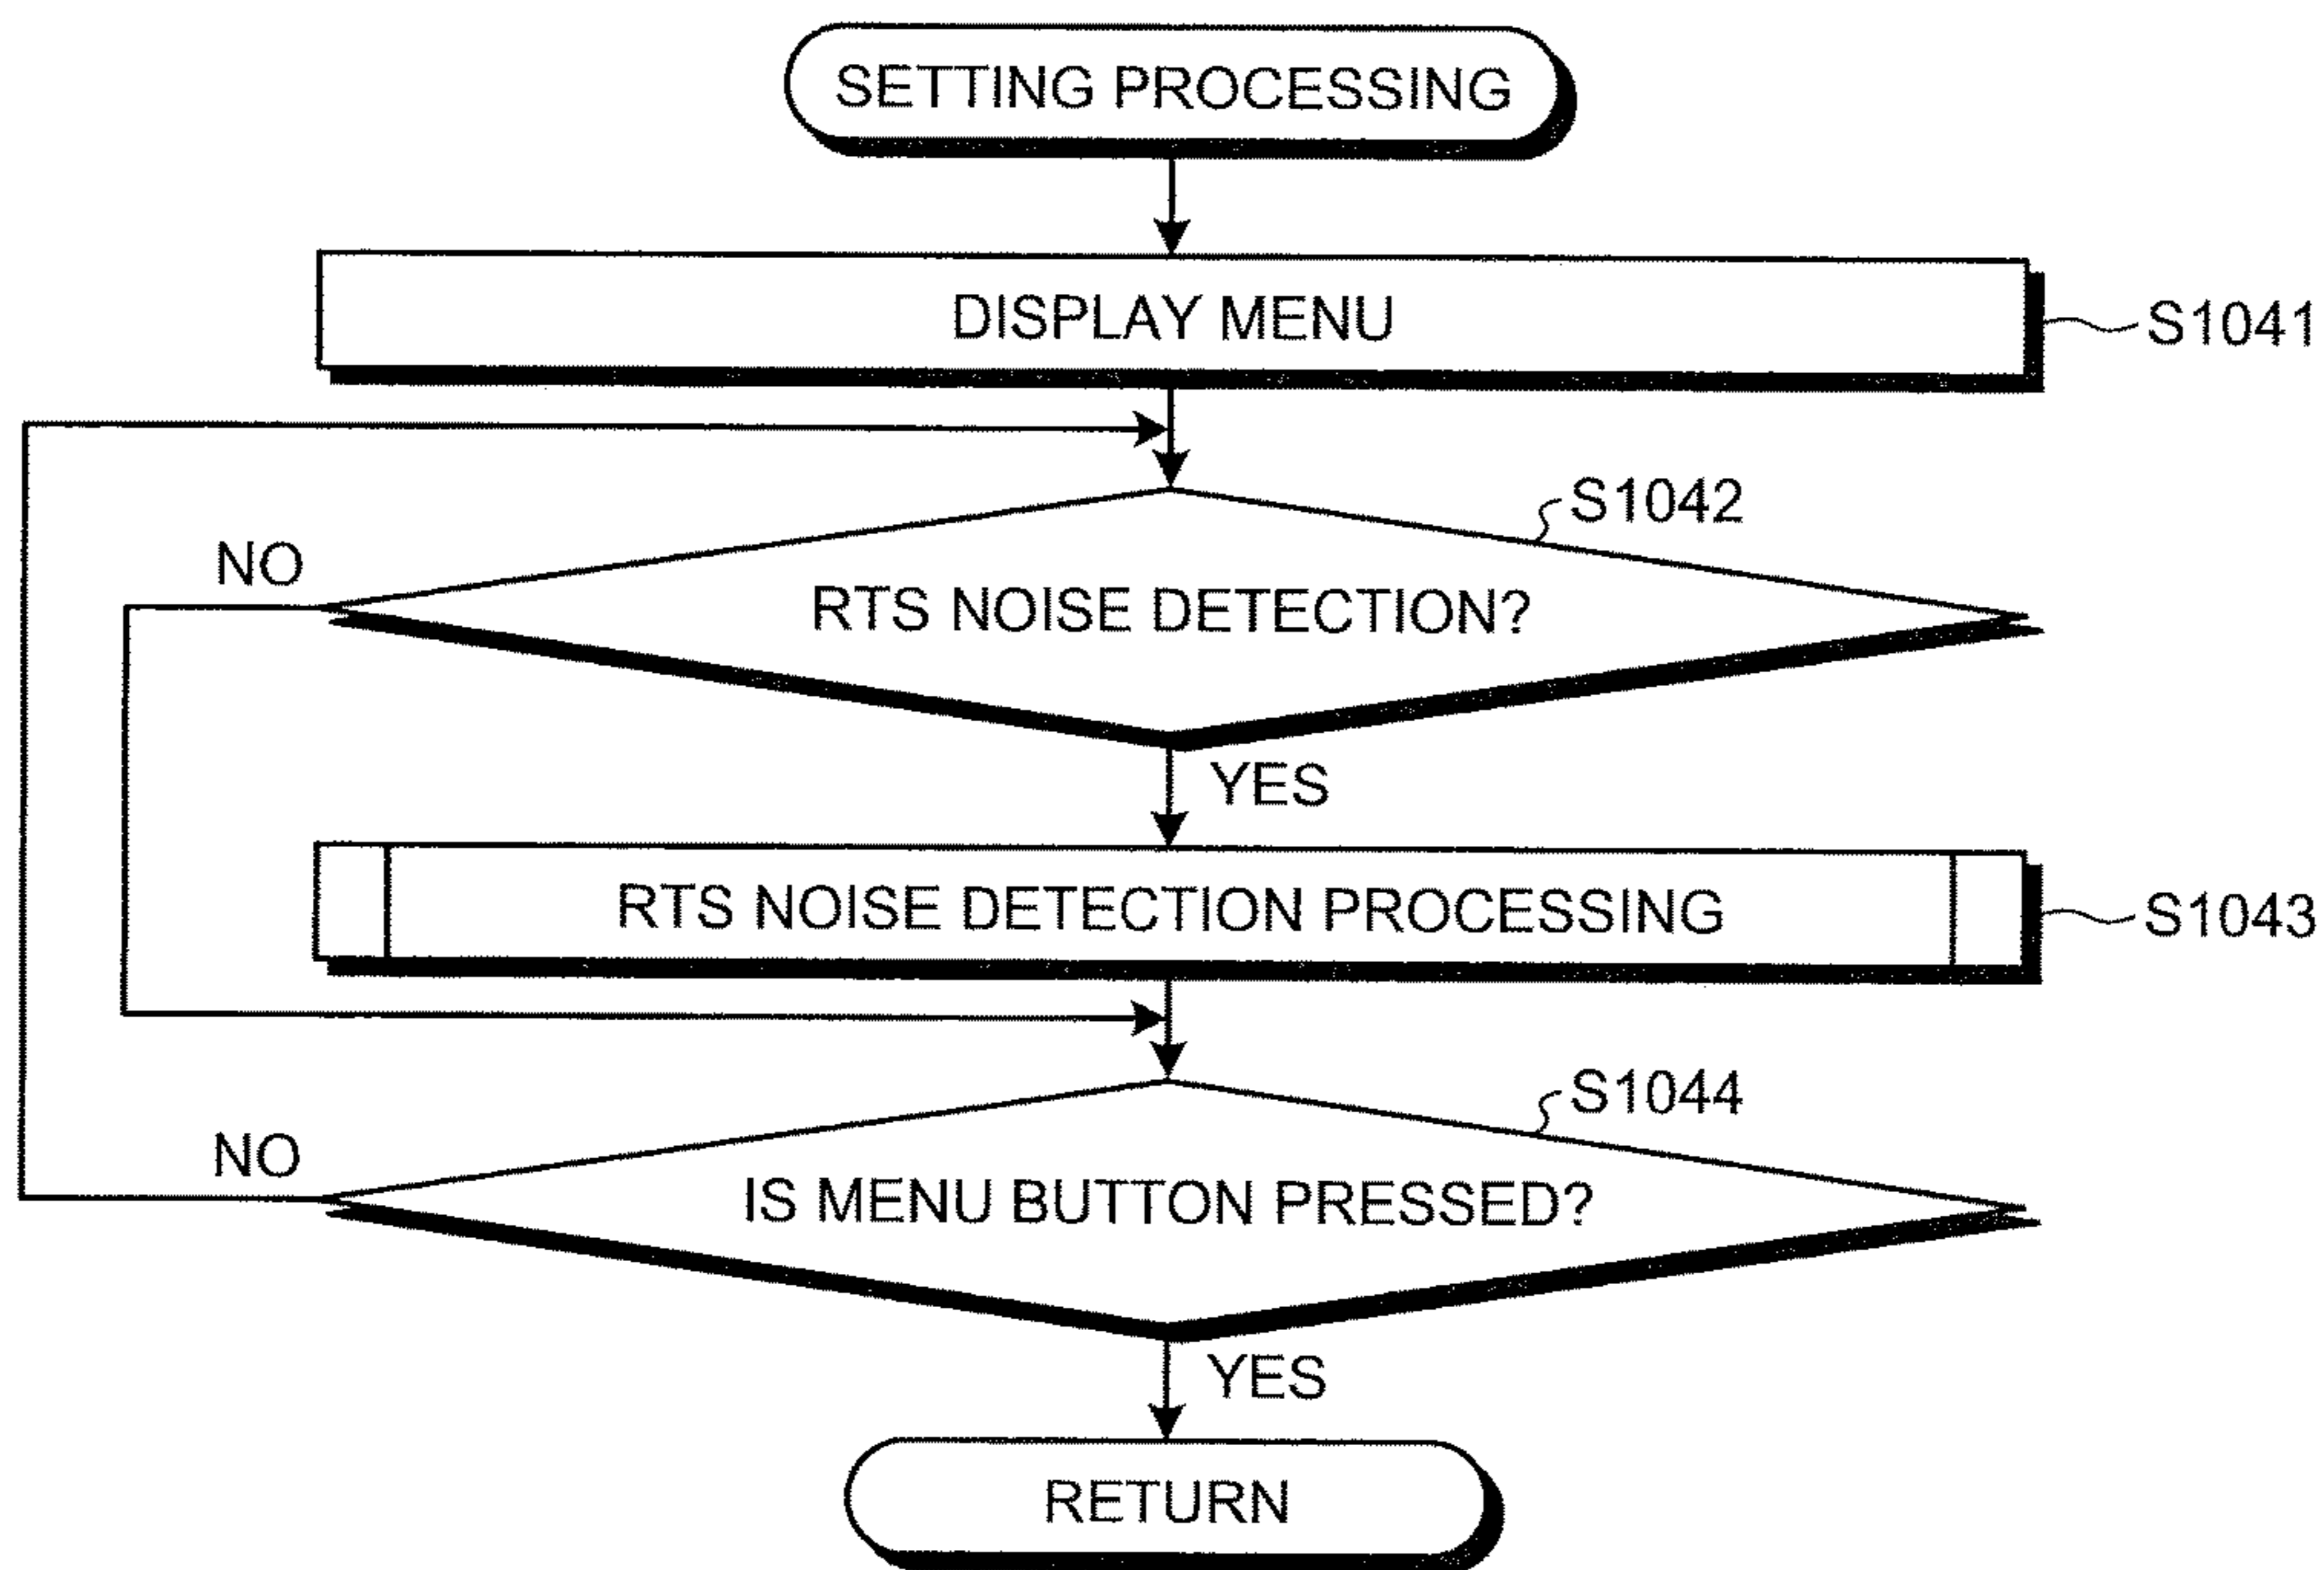 SETTING PROCESSING
DISPLAY MENU
S1041
S1042
NO
RTS NOISE DETECTION?
YES
RTS NOISE DETECTION PROCESSING
S1043
S1044
NO
IS MENU BUTTON PRESSED?
YES
RETURN